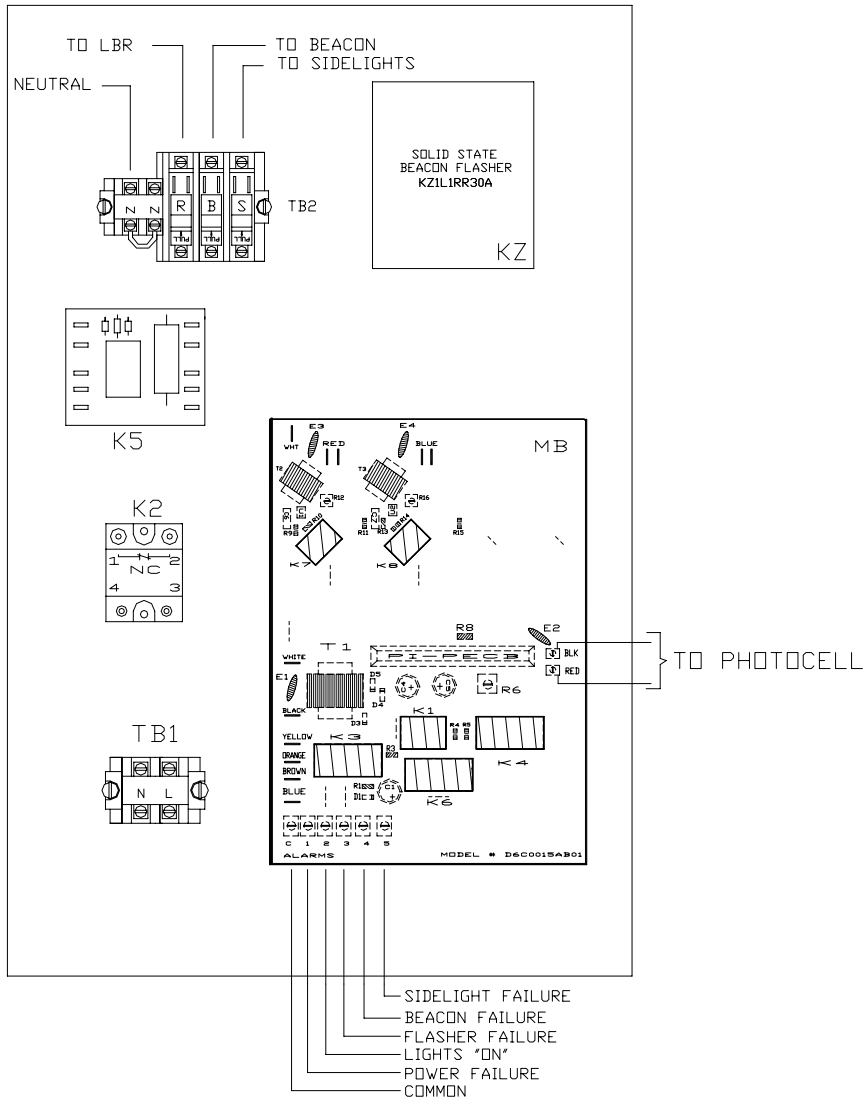 TO LBR
TO BEACON
TO SIDELIGHTS
NEUTRAL
N N R B S
PULL PULL PULL
TB2
SOLID STATE
BEACON FLASHER
KZ1L1RR30A
KZ
K5
K2
1 N 2
NC
4 3
TB1
N L
MB
WHT
E3
RED
E4
BLUE
T2
T3
R12
R16
R10
R14
R9
R11
R13
R15
K7
K8
R8
E2
WHITE
T1
PI-PECB
BLK
RED
TO PHOTOCELL
E1
D5
D4
D3
R6
BLACK
K1
YELLOW
K3
R4 R5
ORANGE
R3
K4
BROWN
K6
BLUE
R1
D1
C1
C 1 2 3 4 5
ALARMS
MODEL # D6C0015AB01
SIDELIGHT FAILURE
BEACON FAILURE
FLASHER FAILURE
LIGHTS "ON"
POWER FAILURE
COMMON